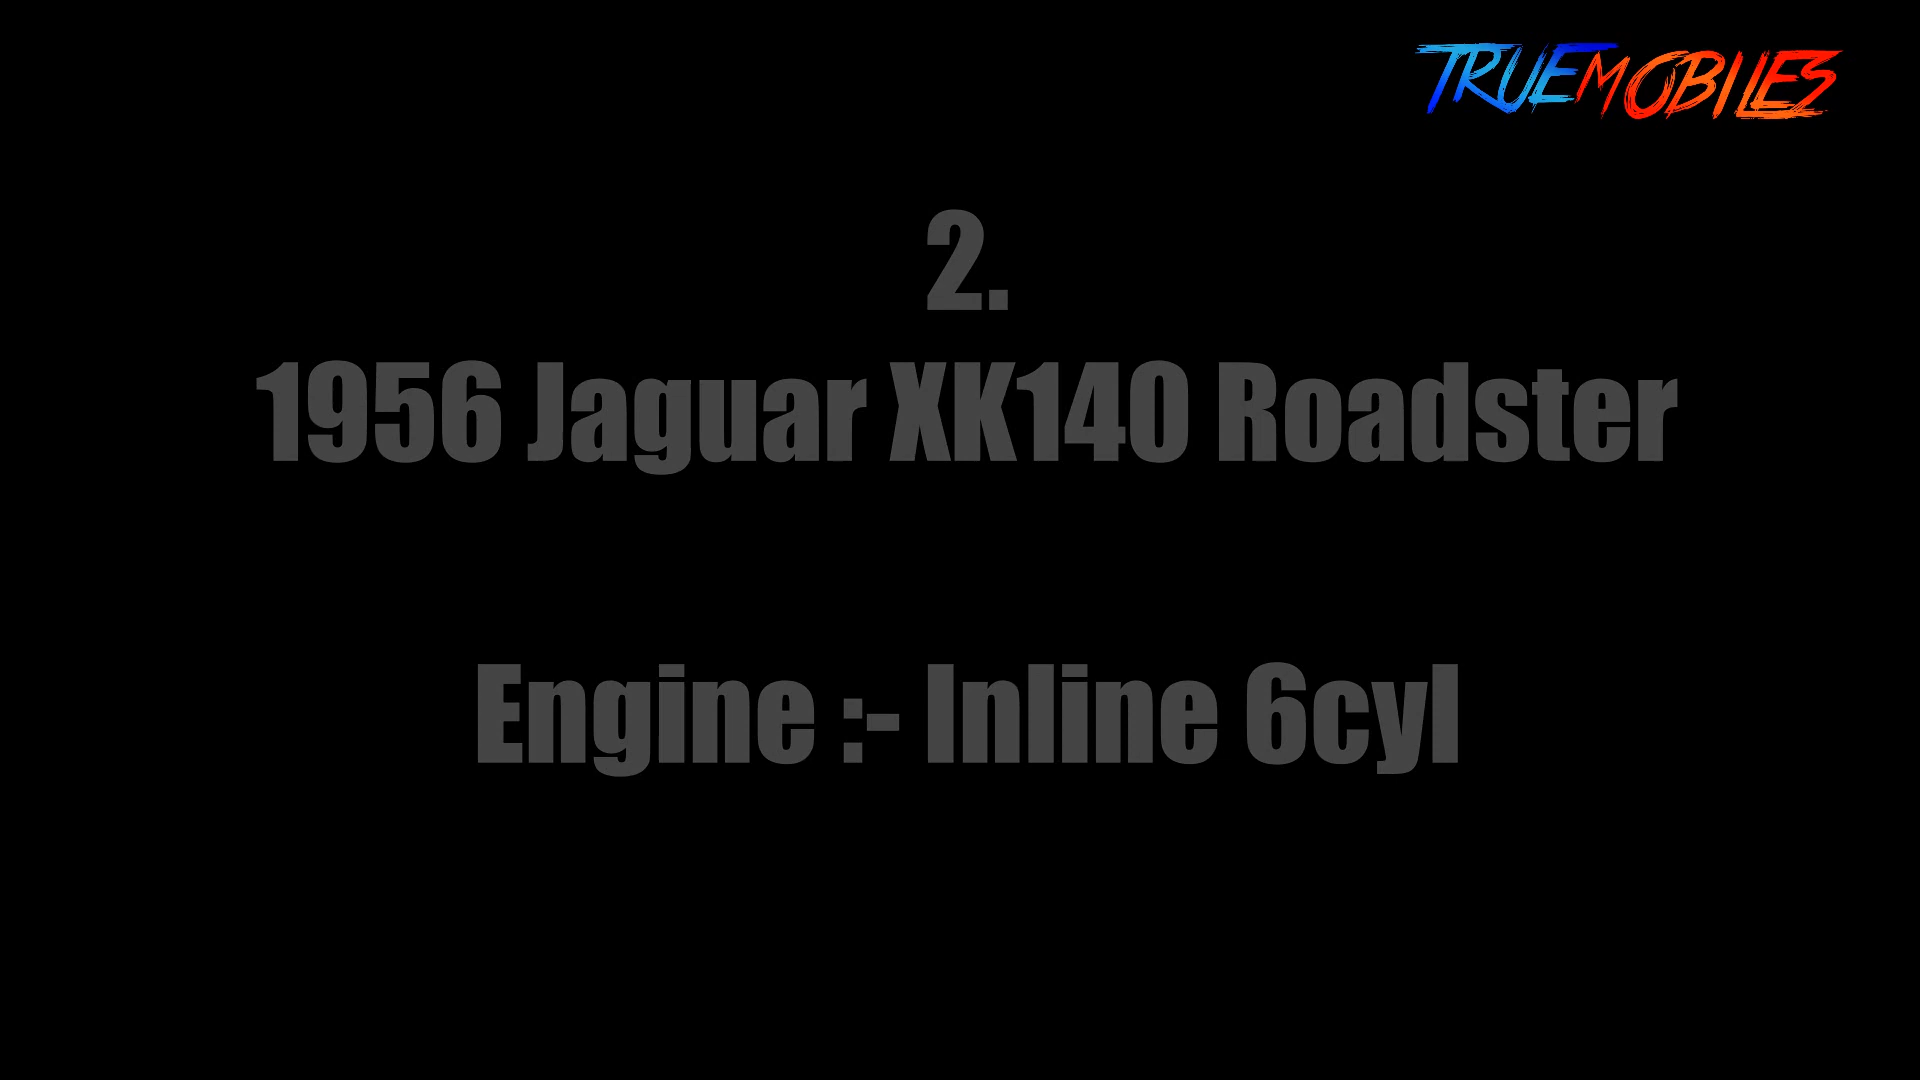 TRUEMOBILES
2.
1956 Jaguar XK140 Roadster
Engine :- Inline 6cyl